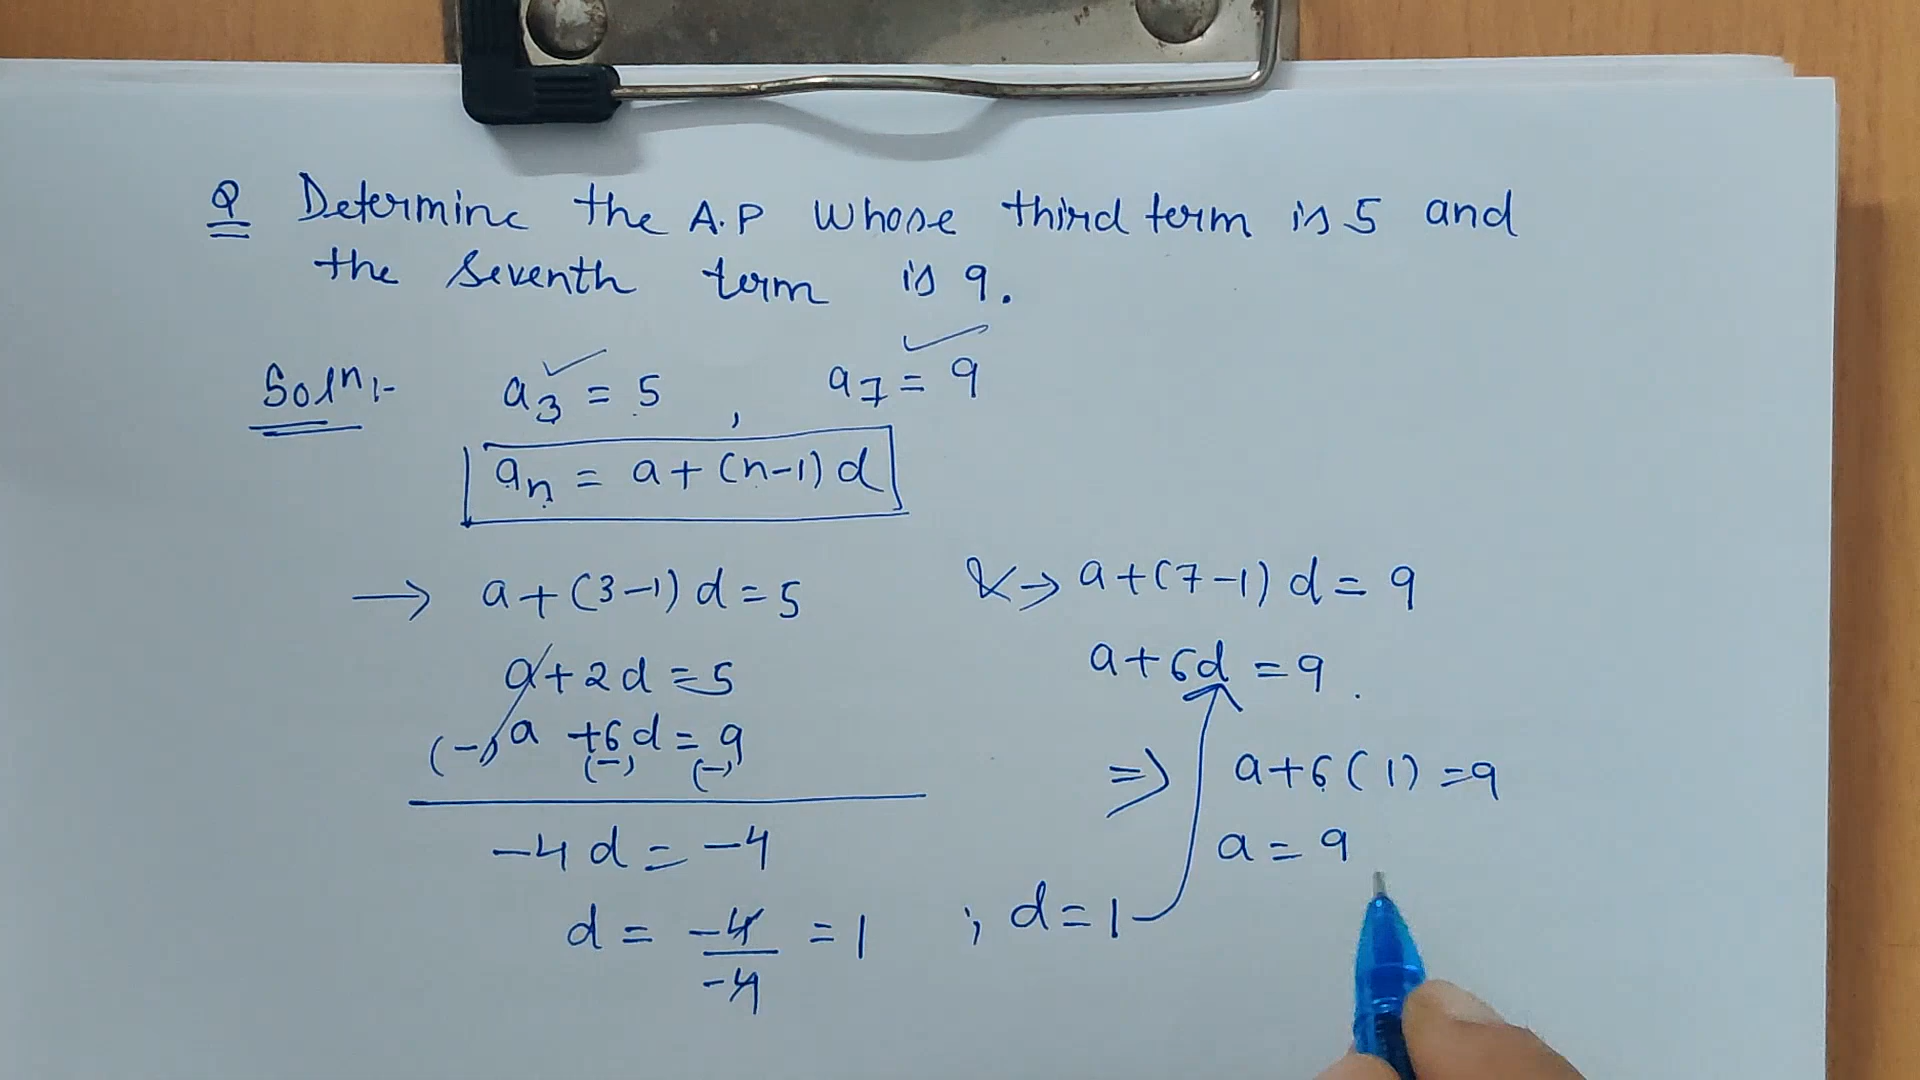 Q Determine the A.P whose third term is 5 and
the seventh term is 9.
Solⁿ:- a₃ = 5 , a₇ = 9
aₙ = a + (n-1) d
→ a + (3-1) d = 5
a + 2d = 5
(-) a + 6d = 9
(-) (-)
-4d = -4
d = -4/-4 = 1 ; d = 1
& → a + (7-1) d = 9
a + 6d = 9 .
⇒ a + 6(1) = 9
a = 9